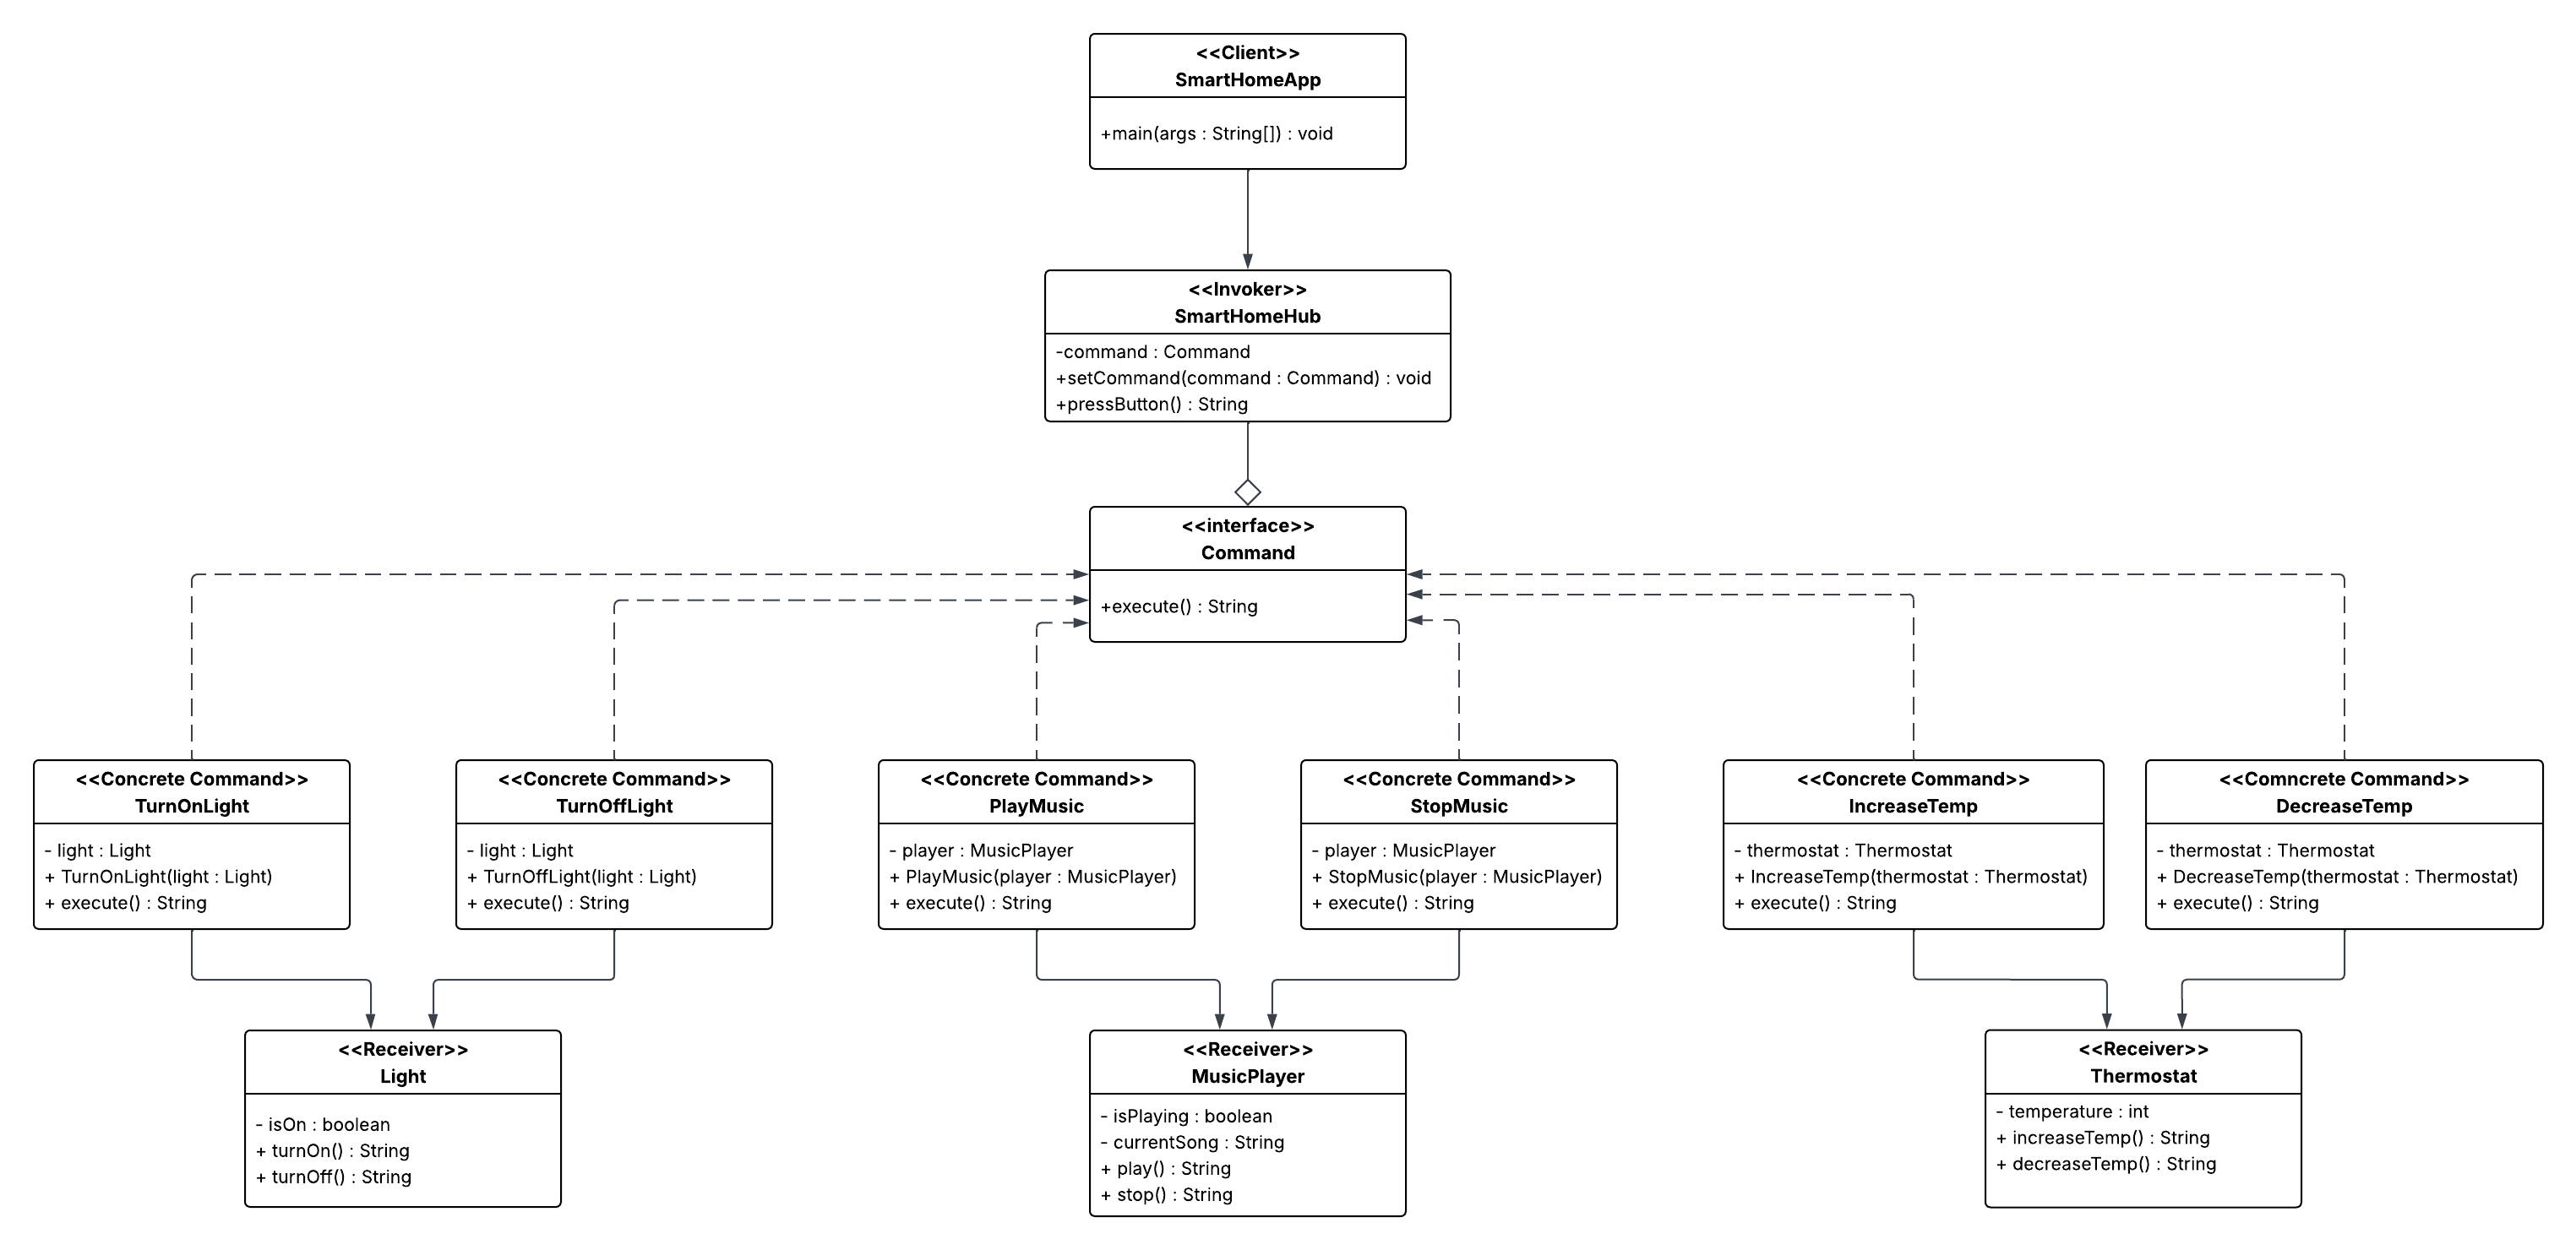 <<Client>>
SmartHomeApp
+main(args : String[]) : void
<<Invoker>>
SmartHomeHub
-command : Command
+setCommand(command : Command) : void
+pressButton() : String
<<interface>>
Command
+execute() : String
<<Concrete Command>>
TurnOnLight
- light : Light
+ TurnOnLight(light : Light)
+ execute() : String
<<Concrete Command>>
TurnOffLight
- light : Light
+ TurnOffLight(light : Light)
+ execute() : String
<<Concrete Command>>
PlayMusic
- player : MusicPlayer
+ PlayMusic(player : MusicPlayer)
+ execute() : String
<<Concrete Command>>
StopMusic
- player : MusicPlayer
+ StopMusic(player : MusicPlayer)
+ execute() : String
<<Concrete Command>>
IncreaseTemp
- thermostat : Thermostat
+ IncreaseTemp(thermostat : Thermostat)
+ execute() : String
<<Comncrete Command>>
DecreaseTemp
- thermostat : Thermostat
+ DecreaseTemp(thermostat : Thermostat)
+ execute() : String
<<Receiver>>
Light
- isOn : boolean
+ turnOn() : String
+ turnOff() : String
<<Receiver>>
MusicPlayer
- isPlaying : boolean
- currentSong : String
+ play() : String
+ stop() : String
<<Receiver>>
Thermostat
- temperature : int
+ increaseTemp() : String
+ decreaseTemp() : String